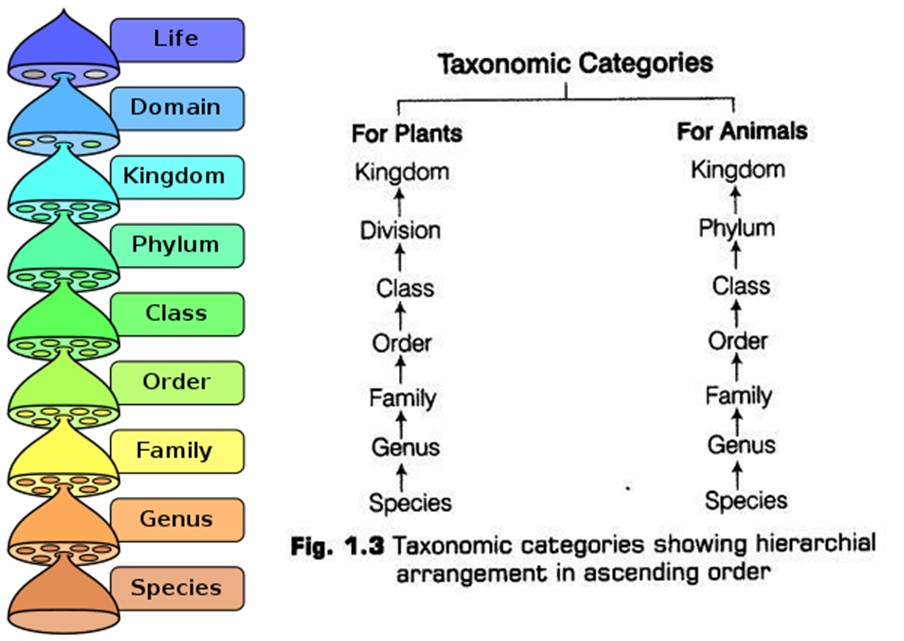 Life
Domain
Kingdom
Phylum
Class
Order
Family
Genus
Species
Taxonomic Categories
For Plants
Kingdom
Division
Class
Order
Family
Genus
Species
For Animals
Kingdom
Phylum
Class
Order
Family
Genus
Species
Fig. 1.3 Taxonomic categories showing hierarchial
arrangement in ascending order